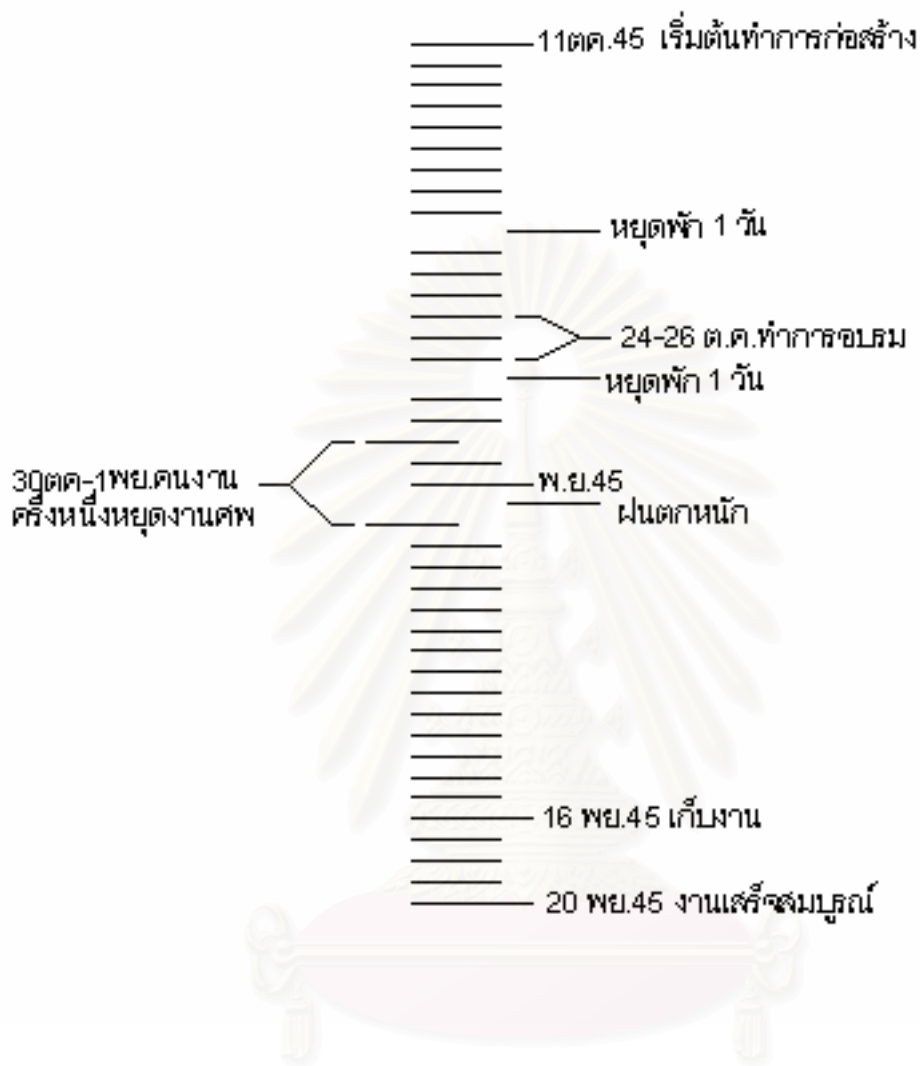 11ตค.45 เริ่มต้นทำการก่อสร้าง
หยุดพัก 1 วัน
24-26 ต.ค.ทำการอบรม
หยุดพัก 1 วัน
30ตค-1พย.คนงาน
ครึ่งหนึ่งหยุดงานศพ
พ.ย.45
ฝนตกหนัก
16 พย.45 เก็บงาน
20 พย.45 งานเสร็จสมบูรณ์